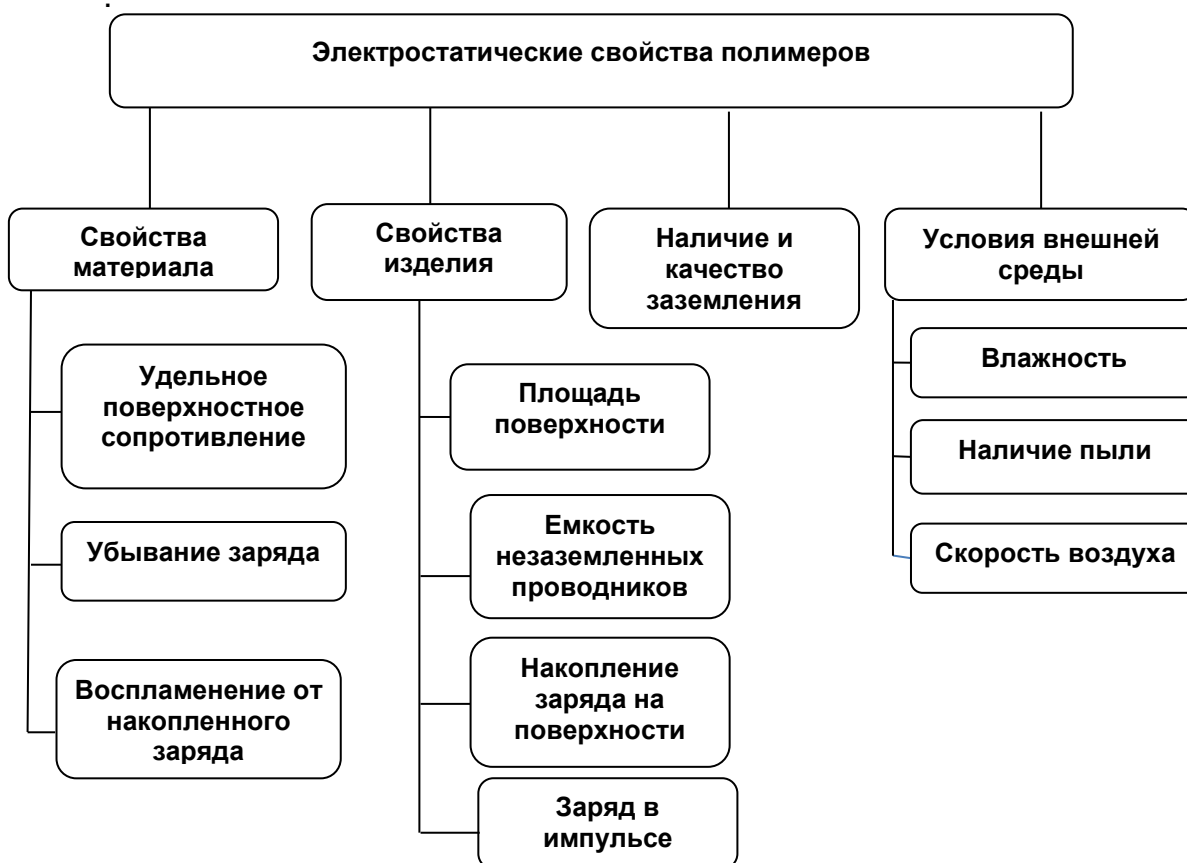 Электростатические свойства полимеров
Свойства
материала
Удельное
поверхностное
сопротивление
Убывание заряда
Воспламенение от
накопленного
заряда
Свойства
изделия
Площадь
поверхности
Емкость
незаземленных
проводников
Накопление
заряда на
поверхности
Заряд в
импульсе
Наличие и
качество
заземления
Условия внешней
среды
Влажность
Наличие пыли
Скорость воздуха